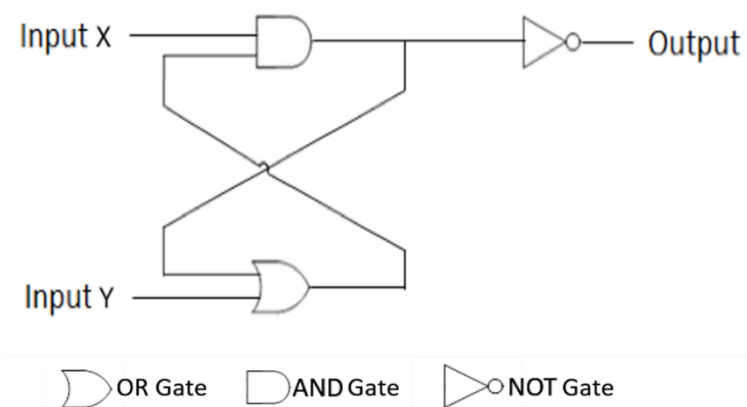 Input X
Output
Input Y
OR Gate AND Gate NOT Gate